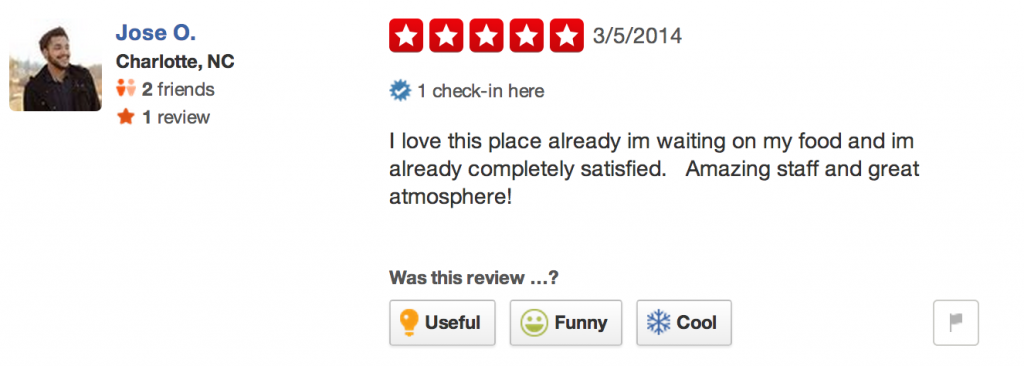 Jose O.
Charlotte, NC
2 friends
1 review
3/5/2014
1 check-in here
I love this place already im waiting on my food and im
already completely satisfied.   Amazing staff and great
atmosphere!
Was this review ...?
Useful
Funny
Cool